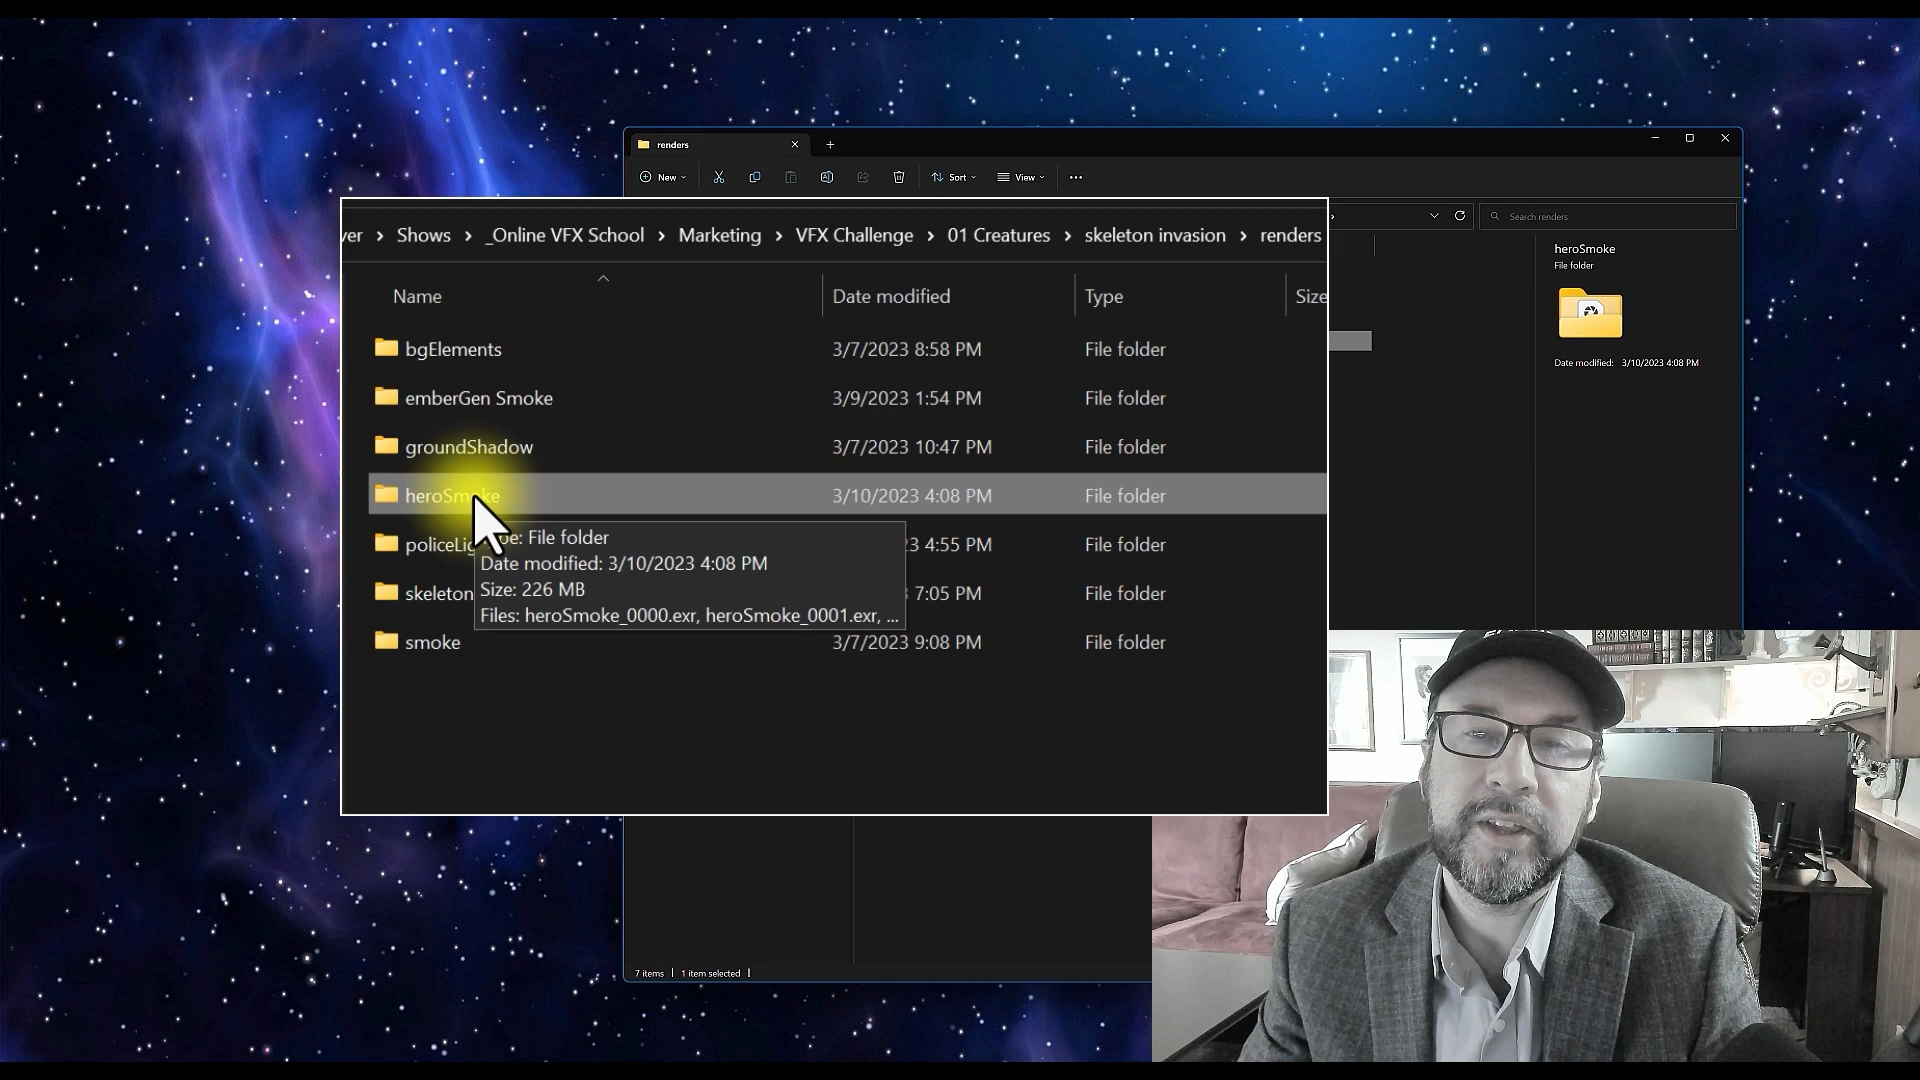 renders
New
Sort
View
Search renders
ver > Shows > _Online VFX School > Marketing > VFX Challenge > 01 Creatures > skeleton invasion > renders
Name Date modified Type Size
bgElements 3/7/2023 8:58 PM File folder
emberGen Smoke 3/9/2023 1:54 PM File folder
groundShadow 3/7/2023 10:47 PM File folder
heroSmoke 3/10/2023 4:08 PM File folder
policeLig 3 4:55 PM File folder
skeleton 7:05 PM File folder
smoke 3/7/2023 9:08 PM File folder
pe: File folder
Date modified: 3/10/2023 4:08 PM
Size: 226 MB
Files: heroSmoke_0000.exr, heroSmoke_0001.exr, ...
heroSmoke
File folder
Date modified: 3/10/2023 4:08 PM
7 items | 1 item selected |